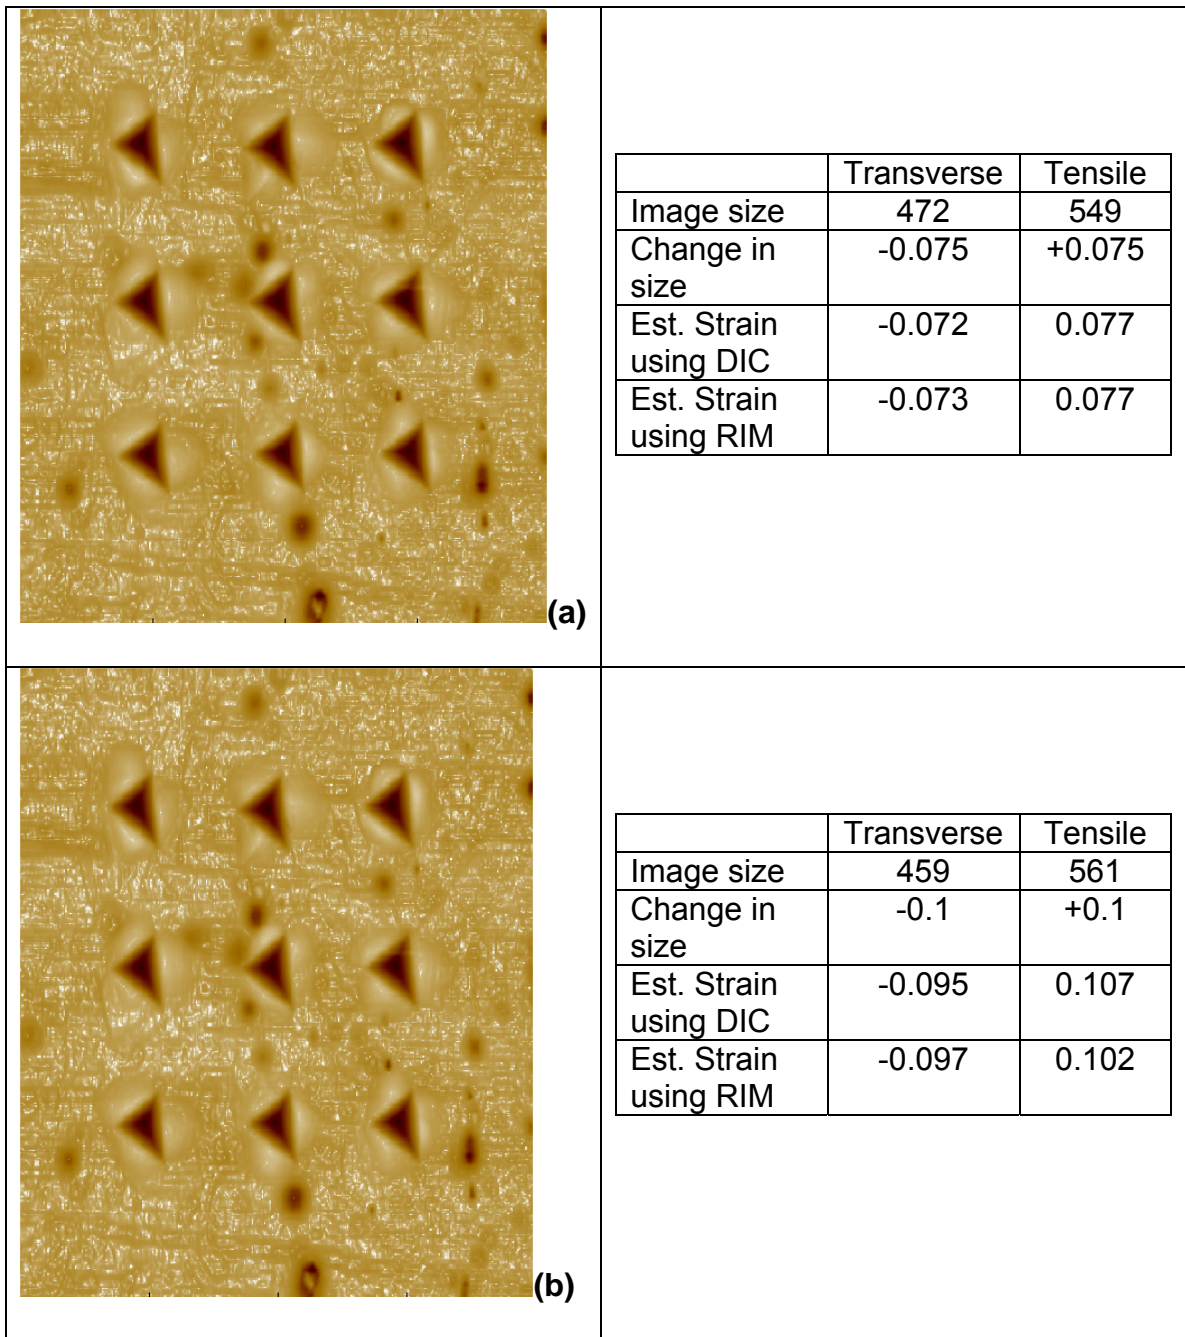 (a)
Transverse Tensile
Image size 472 549
Change in -0.075 +0.075
size
Est. Strain -0.072 0.077
using DIC
Est. Strain -0.073 0.077
using RIM
(b)
Transverse Tensile
Image size 459 561
Change in -0.1 +0.1
size
Est. Strain -0.095 0.107
using DIC
Est. Strain -0.097 0.102
using RIM